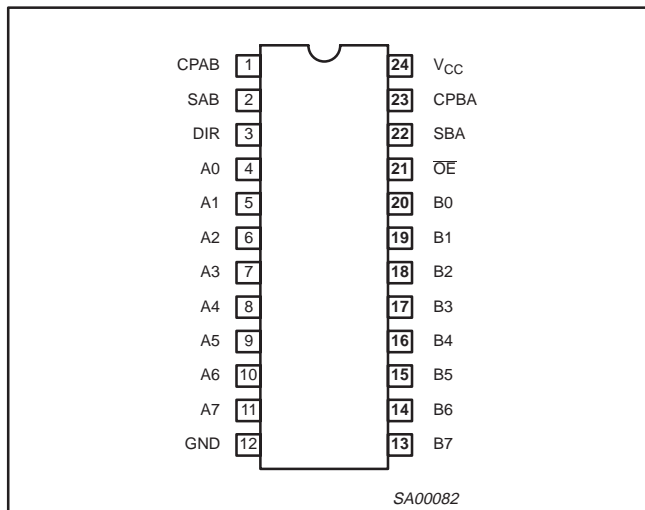 CPAB 1 24 VCC
SAB 2 23 CPBA
DIR 3 22 SBA
A0 4 21 O̅E̅
A1 5 20 B0
A2 6 19 B1
A3 7 18 B2
A4 8 17 B3
A5 9 16 B4
A6 10 15 B5
A7 11 14 B6
GND 12 13 B7
SA00082